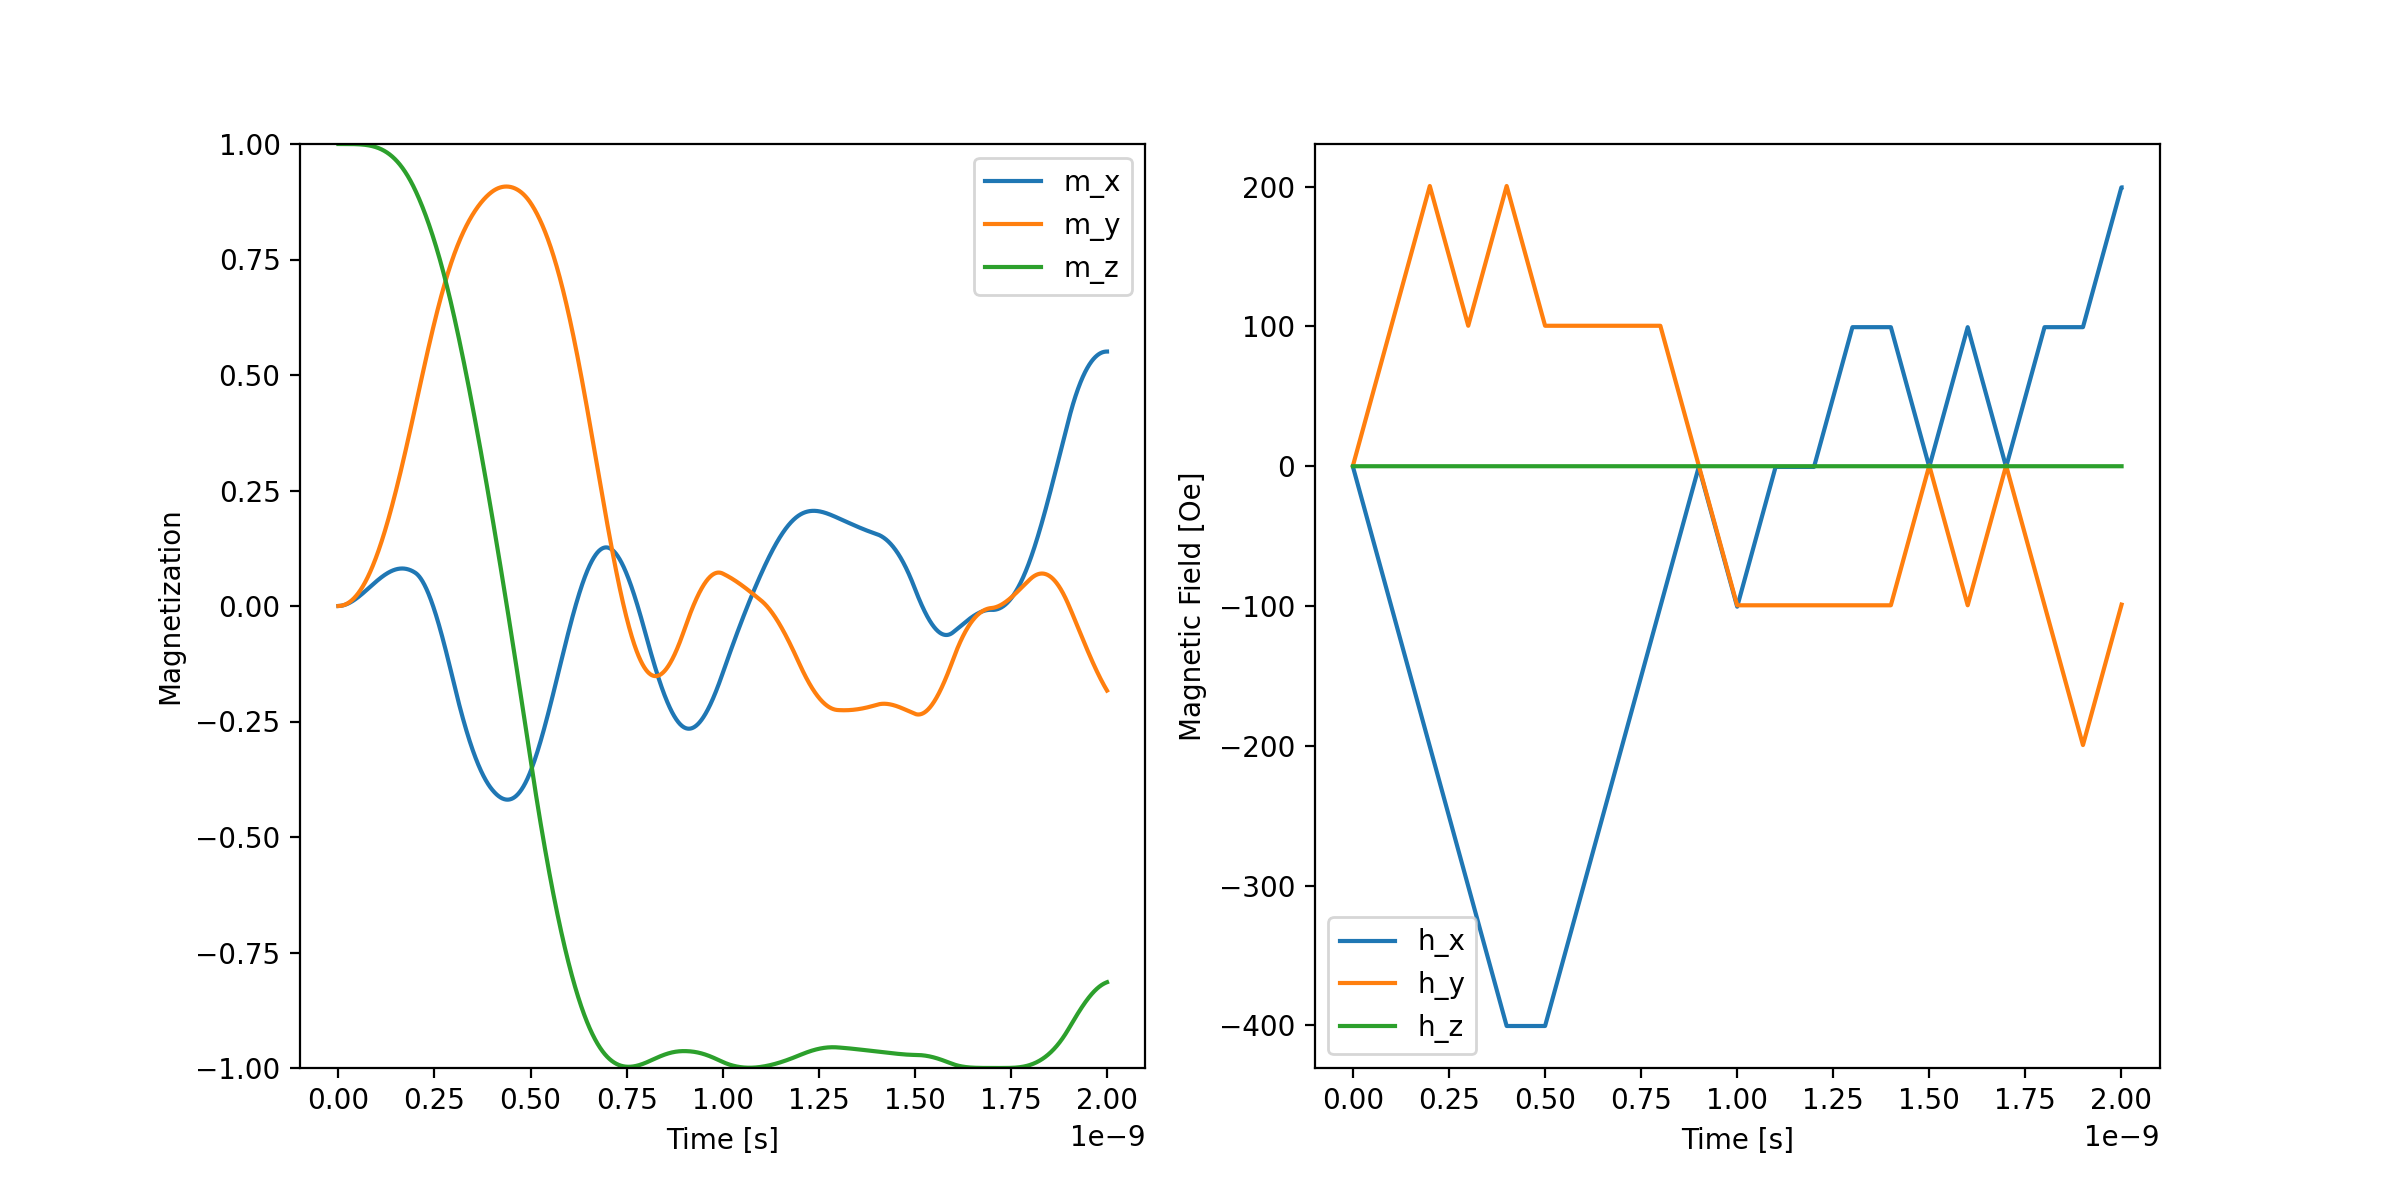 1.00
0.75
0.50
0.25
0.00
−0.25
−0.50
−0.75
−1.00
Magnetization
m_x
m_y
m_z
0.00 0.25 0.50 0.75 1.00 1.25 1.50 1.75 2.00
Time [s]
1e−9
200
100
0
−100
−200
−300
−400
Magnetic Field [Oe]
h_x
h_y
h_z
0.00 0.25 0.50 0.75 1.00 1.25 1.50 1.75 2.00
Time [s]
1e−9